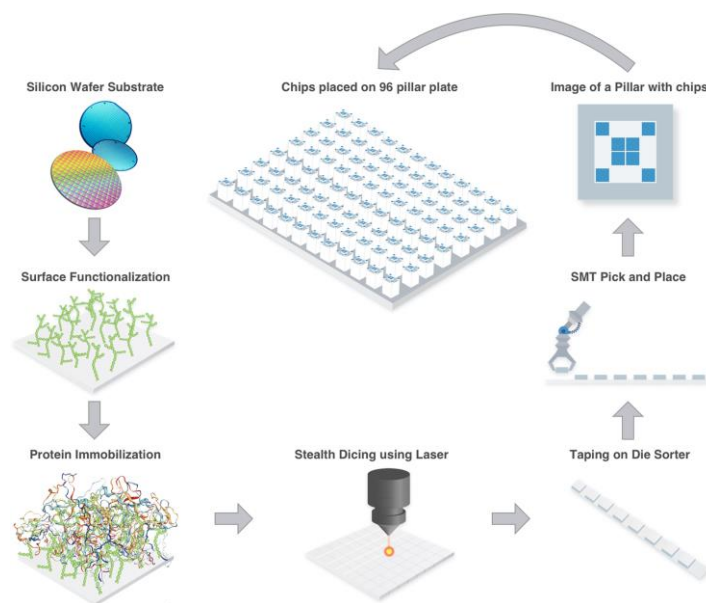 Silicon Wafer Substrate
Chips placed on 96 pillar plate
Image of a Pillar with chips
Surface Functionalization
SMT Pick and Place
Protein Immobilization
Stealth Dicing using Laser
Taping on Die Sorter